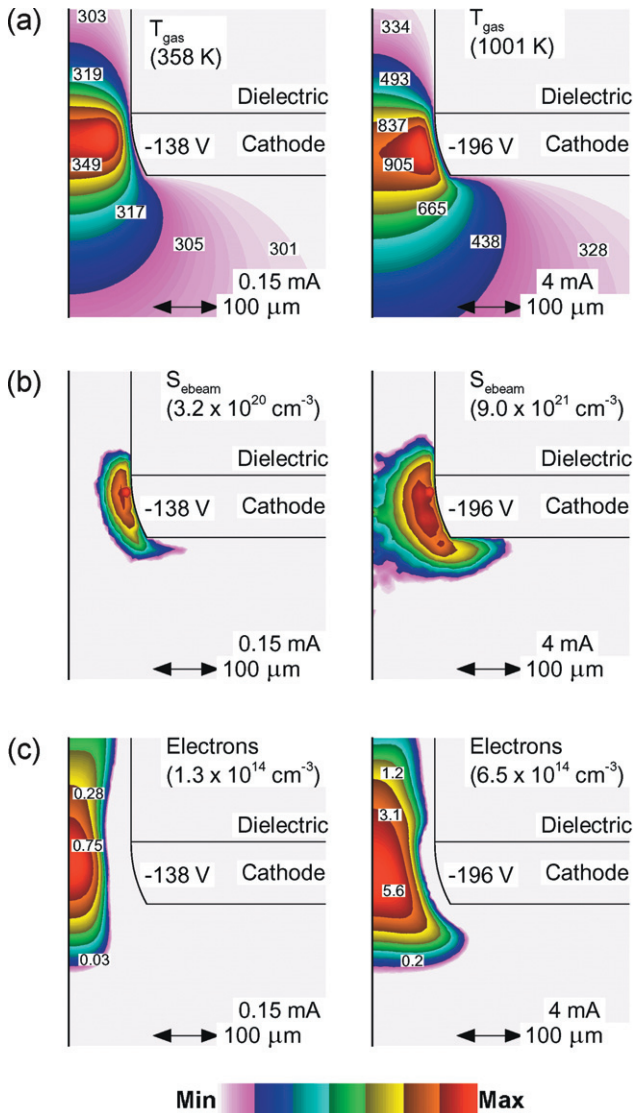 (a)
303
T_gas
(358 K)
319
Dielectric
349
-138 V
Cathode
317
305
301
0.15 mA
100 μm
334
T_gas
(1001 K)
493
Dielectric
837
-196 V
Cathode
905
665
438
328
4 mA
100 μm
(b)
S_ebeam
(3.2 x 10^20 cm^-3)
Dielectric
-138 V
Cathode
0.15 mA
100 μm
S_ebeam
(9.0 x 10^21 cm^-3)
Dielectric
-196 V
Cathode
4 mA
100 μm
(c)
Electrons
(1.3 x 10^14 cm^-3)
0.28
Dielectric
0.75
-138 V
Cathode
0.03
0.15 mA
100 μm
Electrons
(6.5 x 10^14 cm^-3)
1.2
3.1
Dielectric
-196 V
Cathode
5.6
0.2
4 mA
100 μm
Min
Max